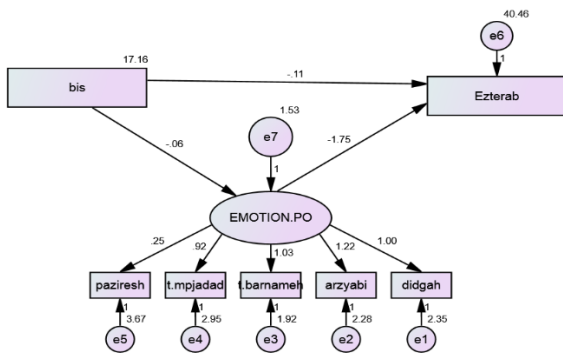 40.46
e6
17.16
1
bis
-.11
Ezterab
1.53
e7
-.06
-1.75
1
EMOTION.PO
.25
.92
1.03
1.22
1.00
paziresh
t.mpjadad
t.barnameh
arzyabi
didgah
1
1
1
1
1
3.67
2.95
1.92
2.28
2.35
e5
e4
e3
e2
e1